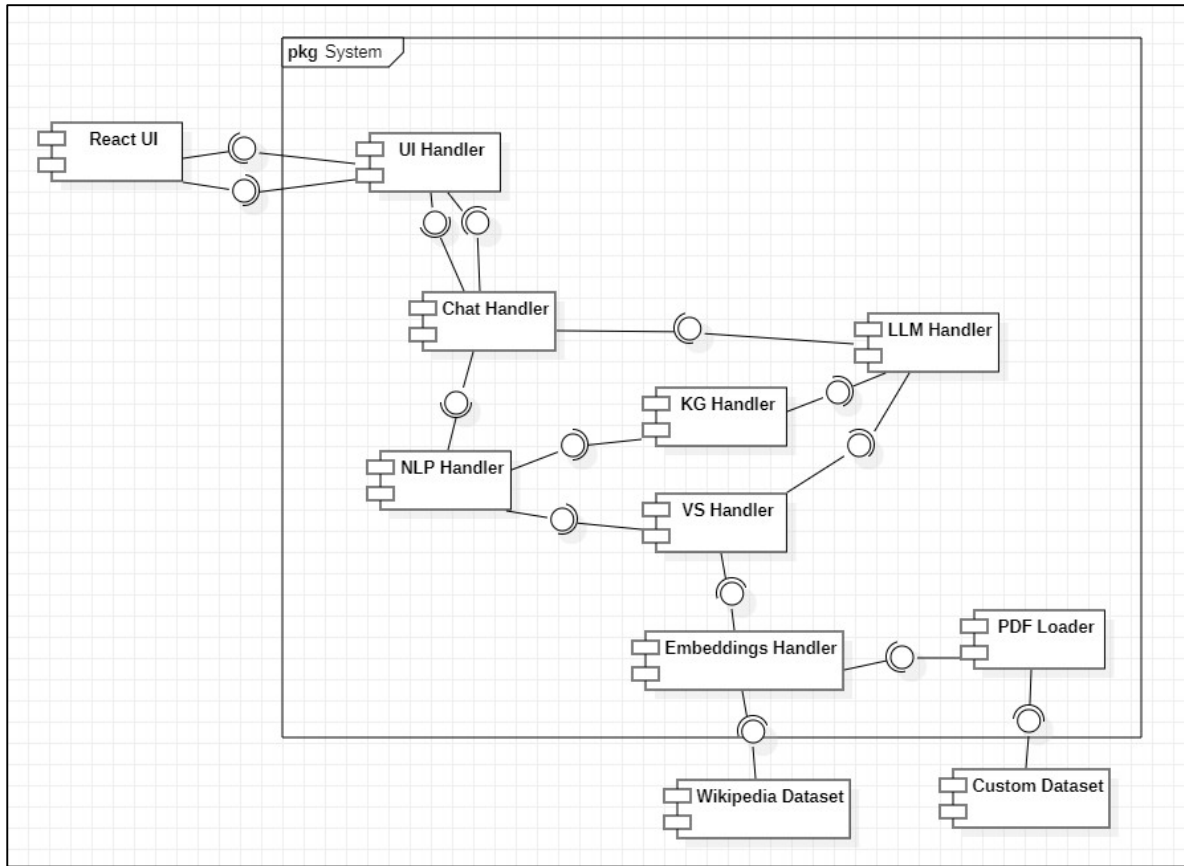 pkg System
React UI
UI Handler
Chat Handler
LLM Handler
KG Handler
NLP Handler
VS Handler
PDF Loader
Embeddings Handler
Custom Dataset
Wikipedia Dataset